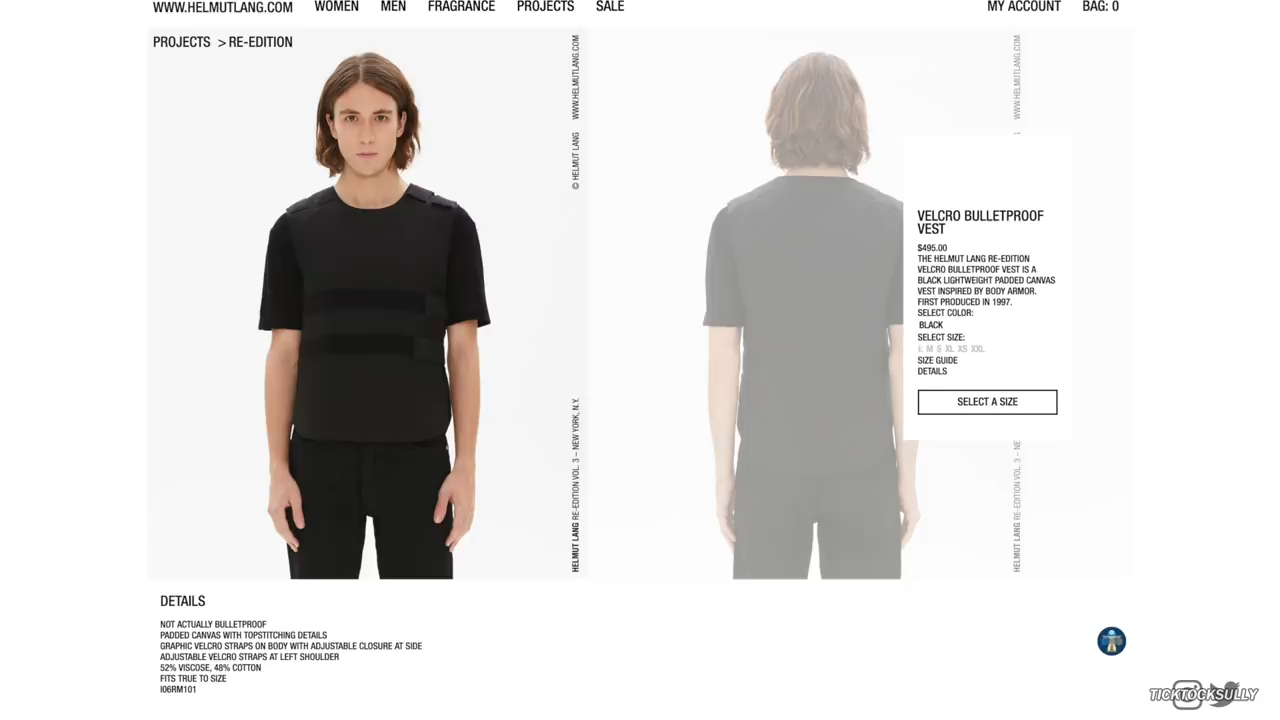 WWW.HELMUTLANG.COM WOMEN MEN FRAGRANCE PROJECTS SALE MY ACCOUNT BAG: 0
PROJECTS > RE-EDITION
© HELMUT LANG WWW.HELMUTLANG.COM
HELMUT LANG RE-EDITION VOL. 3 – NEW YORK, N.Y.
WWW.HELMUTLANG.COM
HELMUT LANG RE-EDITION VOL. 3 – NE
VELCRO BULLETPROOF
VEST
$495.00
THE HELMUT LANG RE-EDITION
VELCRO BULLETPROOF VEST IS A
BLACK LIGHTWEIGHT PADDED CANVAS
VEST INSPIRED BY BODY ARMOR.
FIRST PRODUCED IN 1997.
SELECT COLOR:
BLACK
SELECT SIZE:
L M S XL XS XXL
SIZE GUIDE
DETAILS
SELECT A SIZE
DETAILS
NOT ACTUALLY BULLETPROOF
PADDED CANVAS WITH TOPSTITCHING DETAILS
GRAPHIC VELCRO STRAPS ON BODY WITH ADJUSTABLE CLOSURE AT SIDE
ADJUSTABLE VELCRO STRAPS AT LEFT SHOULDER
52% VISCOSE, 48% COTTON
FITS TRUE TO SIZE
I06RM101
TICKTOCKSULLY